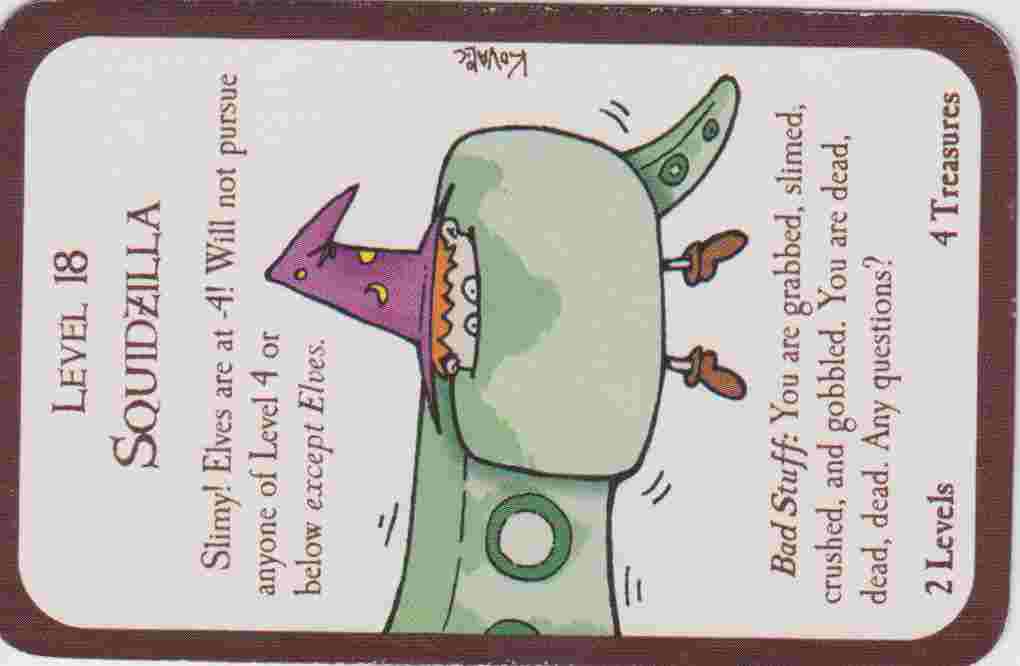 LEVEL 18
SQUIDZILLA
Slimy! Elves are at -4! Will not pursue
anyone of Level 4 or
below except Elves.
KOVALIC
Bad Stuff: You are grabbed, slimed,
crushed, and gobbled. You are dead,
dead, dead. Any questions?
2 Levels 4 Treasures